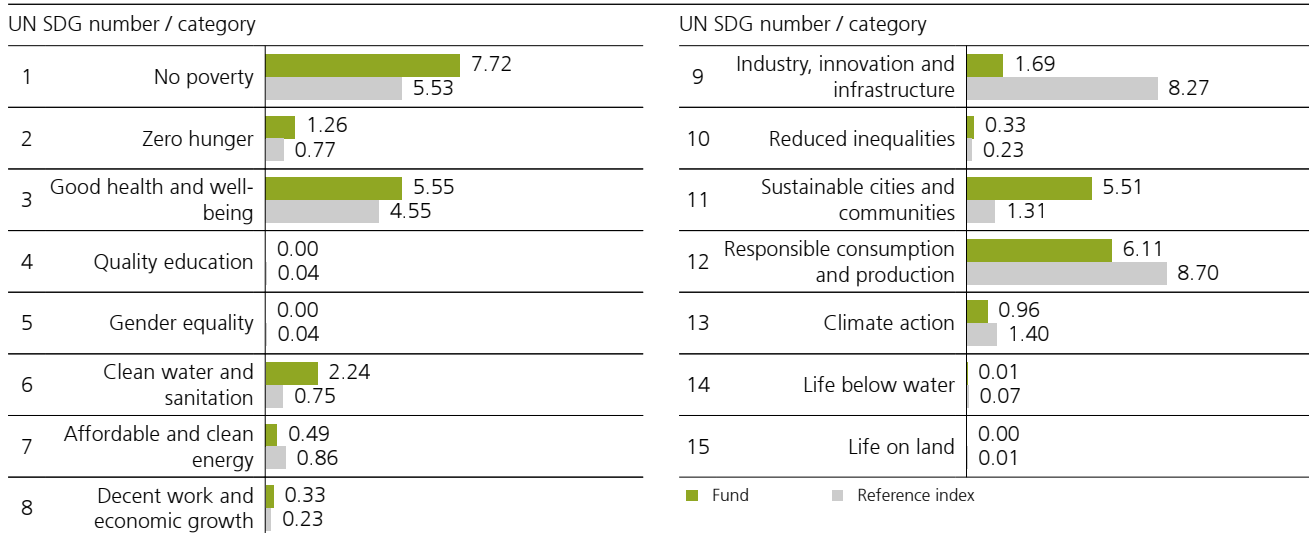 UN SDG number / category
1 No poverty 7.72
5.53
2 Zero hunger 1.26
0.77
3 Good health and well-
being 5.55
4.55
4 Quality education 0.00
0.04
5 Gender equality 0.00
0.04
6 Clean water and
sanitation 2.24
0.75
7 Affordable and clean
energy 0.49
0.86
8 Decent work and
economic growth 0.33
0.23
UN SDG number / category
9 Industry, innovation and
infrastructure 1.69
8.27
10 Reduced inequalities 0.33
0.23
11 Sustainable cities and
communities 5.51
1.31
12 Responsible consumption
and production 6.11
8.70
13 Climate action 0.96
1.40
14 Life below water 0.01
0.07
15 Life on land 0.00
0.01
Fund Reference index